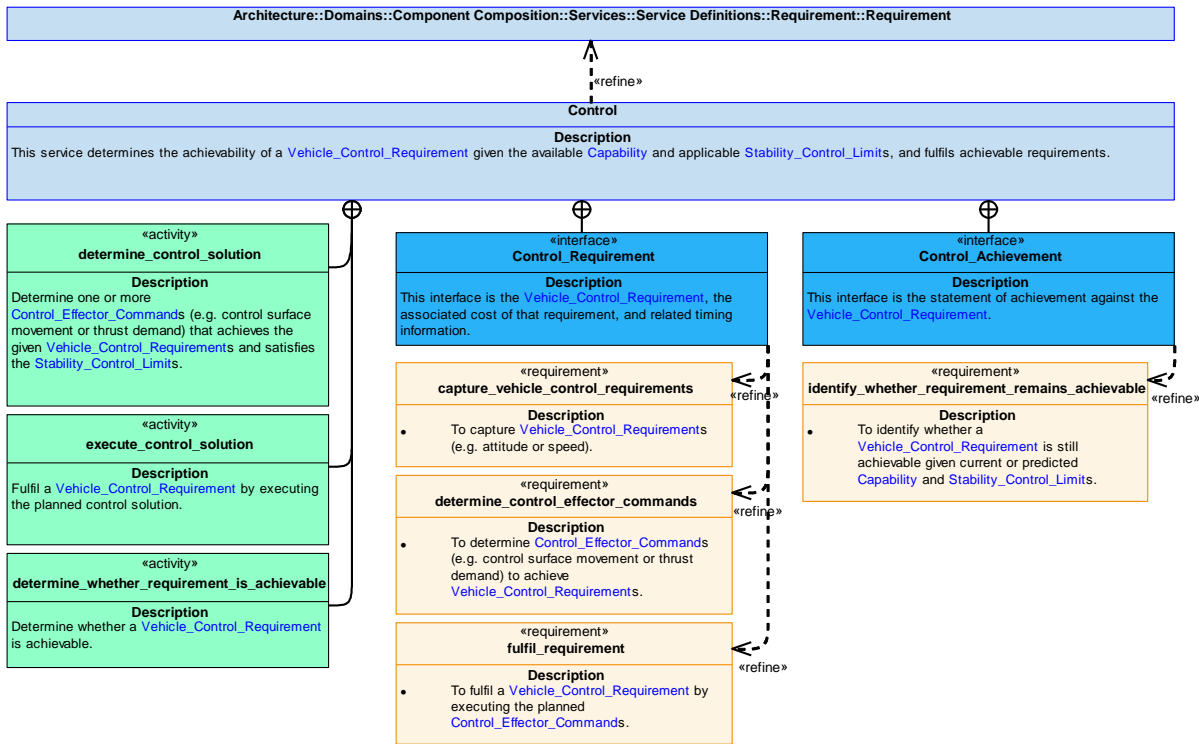 Architecture::Domains::Component Composition::Services::Service Definitions::Requirement::Requirement
«refine»
Control
Description
This service determines the achievability of a Vehicle_Control_Requirement given the available Capability and applicable Stability_Control_Limits, and fulfils achievable requirements.
«activity»
determine_control_solution
Description
Determine one or more
Control_Effector_Commands (e.g. control surface
movement or thrust demand) that achieves the
given Vehicle_Control_Requirements and satisfies
the Stability_Control_Limits.
«activity»
execute_control_solution
Description
Fulfil a Vehicle_Control_Requirement by executing
the planned control solution.
«activity»
determine_whether_requirement_is_achievable
Description
Determine whether a Vehicle_Control_Requirement
is achievable.
«interface»
Control_Requirement
Description
This interface is the Vehicle_Control_Requirement, the
associated cost of that requirement, and related timing
information.
«requirement»
capture_vehicle_control_requirements
Description
• To capture Vehicle_Control_Requirements
(e.g. attitude or speed).
«refine»
«requirement»
determine_control_effector_commands
Description
• To determine Control_Effector_Commands
(e.g. control surface movement or thrust
demand) to achieve
Vehicle_Control_Requirements.
«refine»
«requirement»
fulfil_requirement
Description
• To fulfil a Vehicle_Control_Requirement by
executing the planned
Control_Effector_Commands.
«refine»
«interface»
Control_Achievement
Description
This interface is the statement of achievement against the
Vehicle_Control_Requirement.
«requirement»
identify_whether_requirement_remains_achievable
Description
• To identify whether a
Vehicle_Control_Requirement is still
achievable given current or predicted
Capability and Stability_Control_Limits.
«refine»